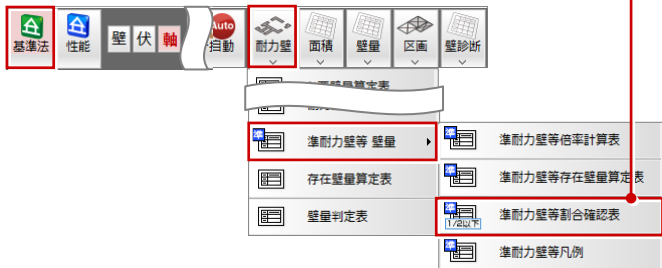 基準法
性能
壁
伏
軸
Auto
自動
耐力壁
面積
壁量
区画
壁診断
準耐力壁等 壁量
存在壁量算定表
壁量判定表
準
準耐力壁等倍率計算表
準
準耐力壁等存在壁量算定表
準
1/2以下
準耐力壁等割合確認表
準
準耐力壁等凡例